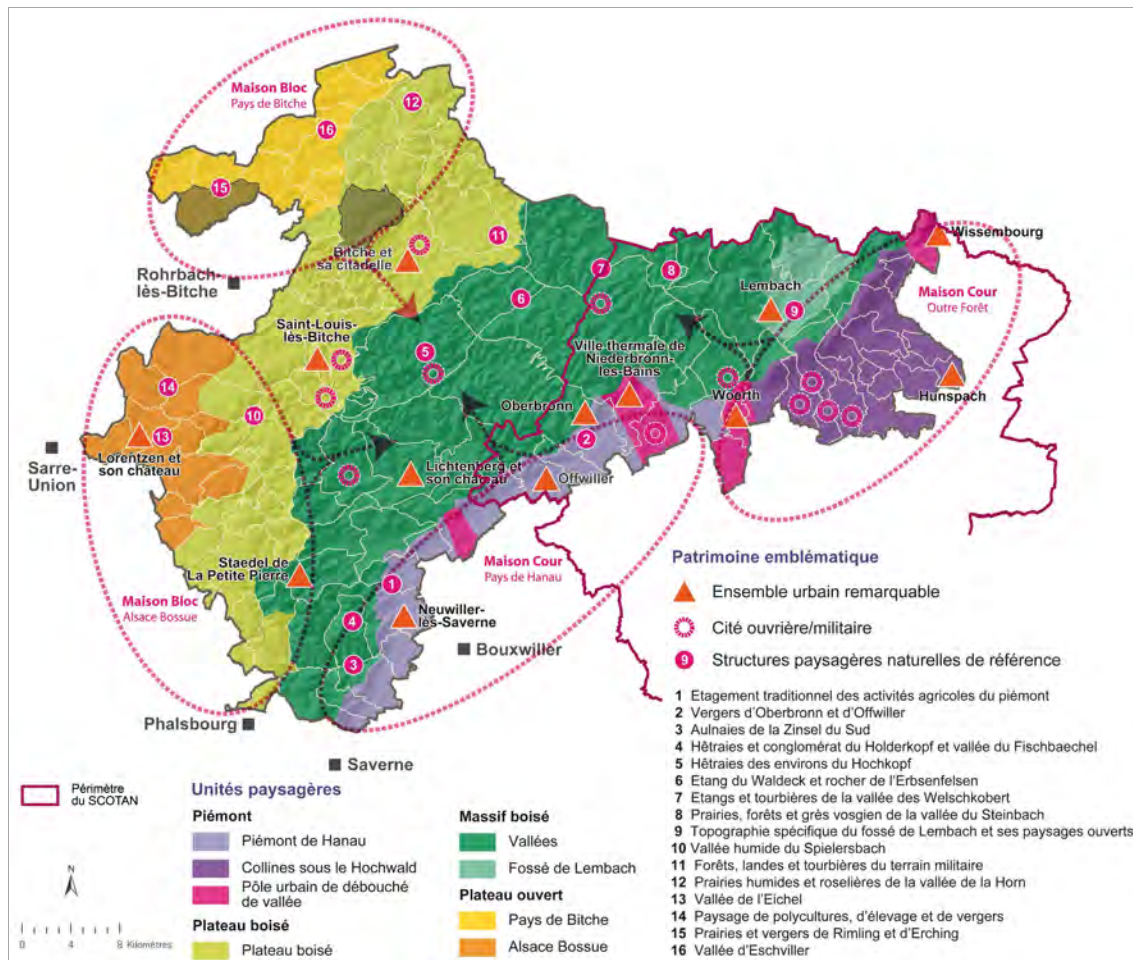 Maison Bloc
Pays de Bitche
12
16
15
11
Bitche et
sa citadelle
Rohrbach-
lès-Bitche
7
8
6
Wissembourg
Maison Cour
Outre Forêt
Lembach
9
Saint-Louis-
lès-Bitche
5
Ville thermale de
Niederbronn-
les-Bains
14
10
Oberbronn
Woerth
Hunspach
2
13
Lorentzen et
son château
Sarre-
Union
Lichtenberg et
son château
Offwiller
Staedel de
La Petite Pierre
Maison Cour
Pays de Hanau
1
Maison Bloc
Alsace Bossue
4
Neuwiller-
lès-Saverne
Bouxwiller
3
Phalsbourg
Saverne
Patrimoine emblématique
Ensemble urbain remarquable
Cité ouvrière/militaire
9 Structures paysagères naturelles de référence
1 Etagement traditionnel des activités agricoles du piémont
2 Vergers d'Oberbronn et d'Offwiller
3 Aulnaies de la Zinsel du Sud
4 Hêtraies et conglomérat du Holderkopf et vallée du Fischbaechel
5 Hêtraies des environs du Hochkopf
6 Etang du Waldeck et rocher de l'Erbsenfelsen
7 Etangs et tourbières de la vallée des Welschkobert
8 Prairies, forêts et grès vosgien de la vallée du Steinbach
9 Topographie spécifique du fossé de Lembach et ses paysages ouverts
10 Vallée humide du Spielersbach
11 Forêts, landes et tourbières du terrain militaire
12 Prairies humides et roselières de la vallée de la Horn
13 Vallée de l'Eichel
14 Paysage de polycultures, d'élevage et de vergers
15 Prairies et vergers de Rimling et d'Erching
16 Vallée d'Eschviller
Périmètre
du SCOTAN
Unités paysagères
Piémont
Piémont de Hanau
Collines sous le Hochwald
Pôle urbain de débouché
de vallée
Plateau boisé
Plateau boisé
Massif boisé
Vallées
Fossé de Lembach
Plateau ouvert
Pays de Bitche
Alsace Bossue
N
0 4 8 Kilomètres